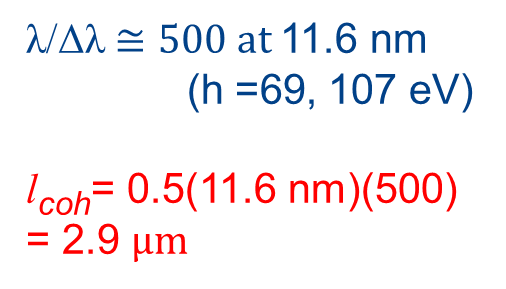 λ/Δλ ≅ 500 at 11.6 nm
(h =69, 107 eV)
l_coh= 0.5(11.6 nm)(500)
= 2.9 μm